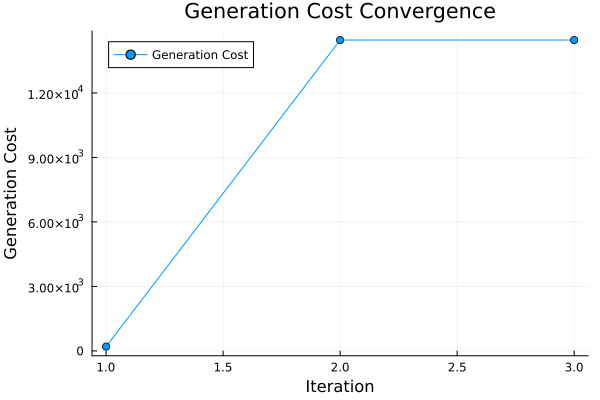 Generation Cost Convergence
Generation Cost
1.20×10⁴
9.00×10³
6.00×10³
3.00×10³
0
Generation Cost
1.0 1.5 2.0 2.5 3.0
Iteration